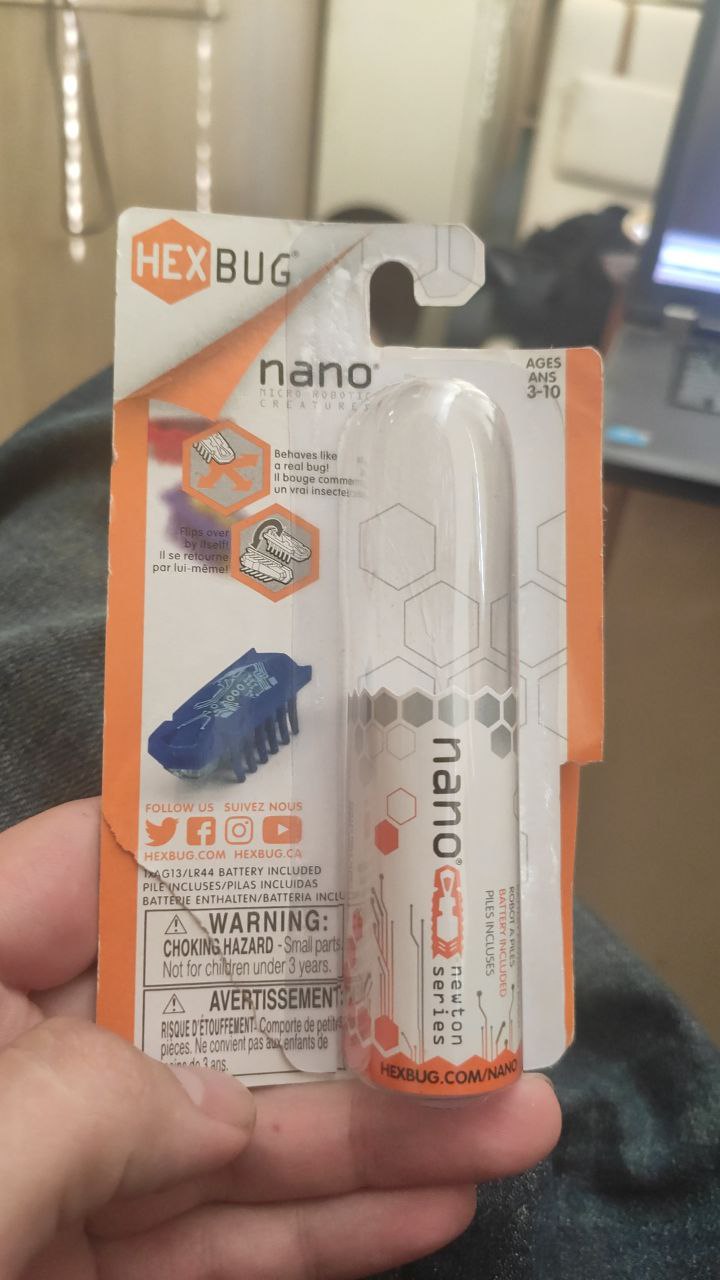 HEXBUG®
nano®
MICRO ROBOTIC
CREATURES
AGES
ANS
3-10
Behaves like
a real bug!
Il bouge comme
un vrai insecte!
Flips over
by itself!
Il se retourne
par lui-même!
FOLLOW US SUIVEZ NOUS
HEXBUG.COM HEXBUG.CA
1xAG13/LR44 BATTERY INCLUDED
PILE INCLUSES/PILAS INCLUIDAS
BATTERIE ENTHALTEN/BATTERIA INCLU
WARNING:
CHOKING HAZARD - Small parts.
Not for children under 3 years.
AVERTISSEMENT:
RISQUE D'ÉTOUFFEMENT- Comporte de petites
pièces. Ne convient pas aux enfants de
moins de 3 ans.
nano®
newton
series
ROBOT À PILES
BATTERY INCLUDED
PILES INCLUSES
HEXBUG.COM/NANO